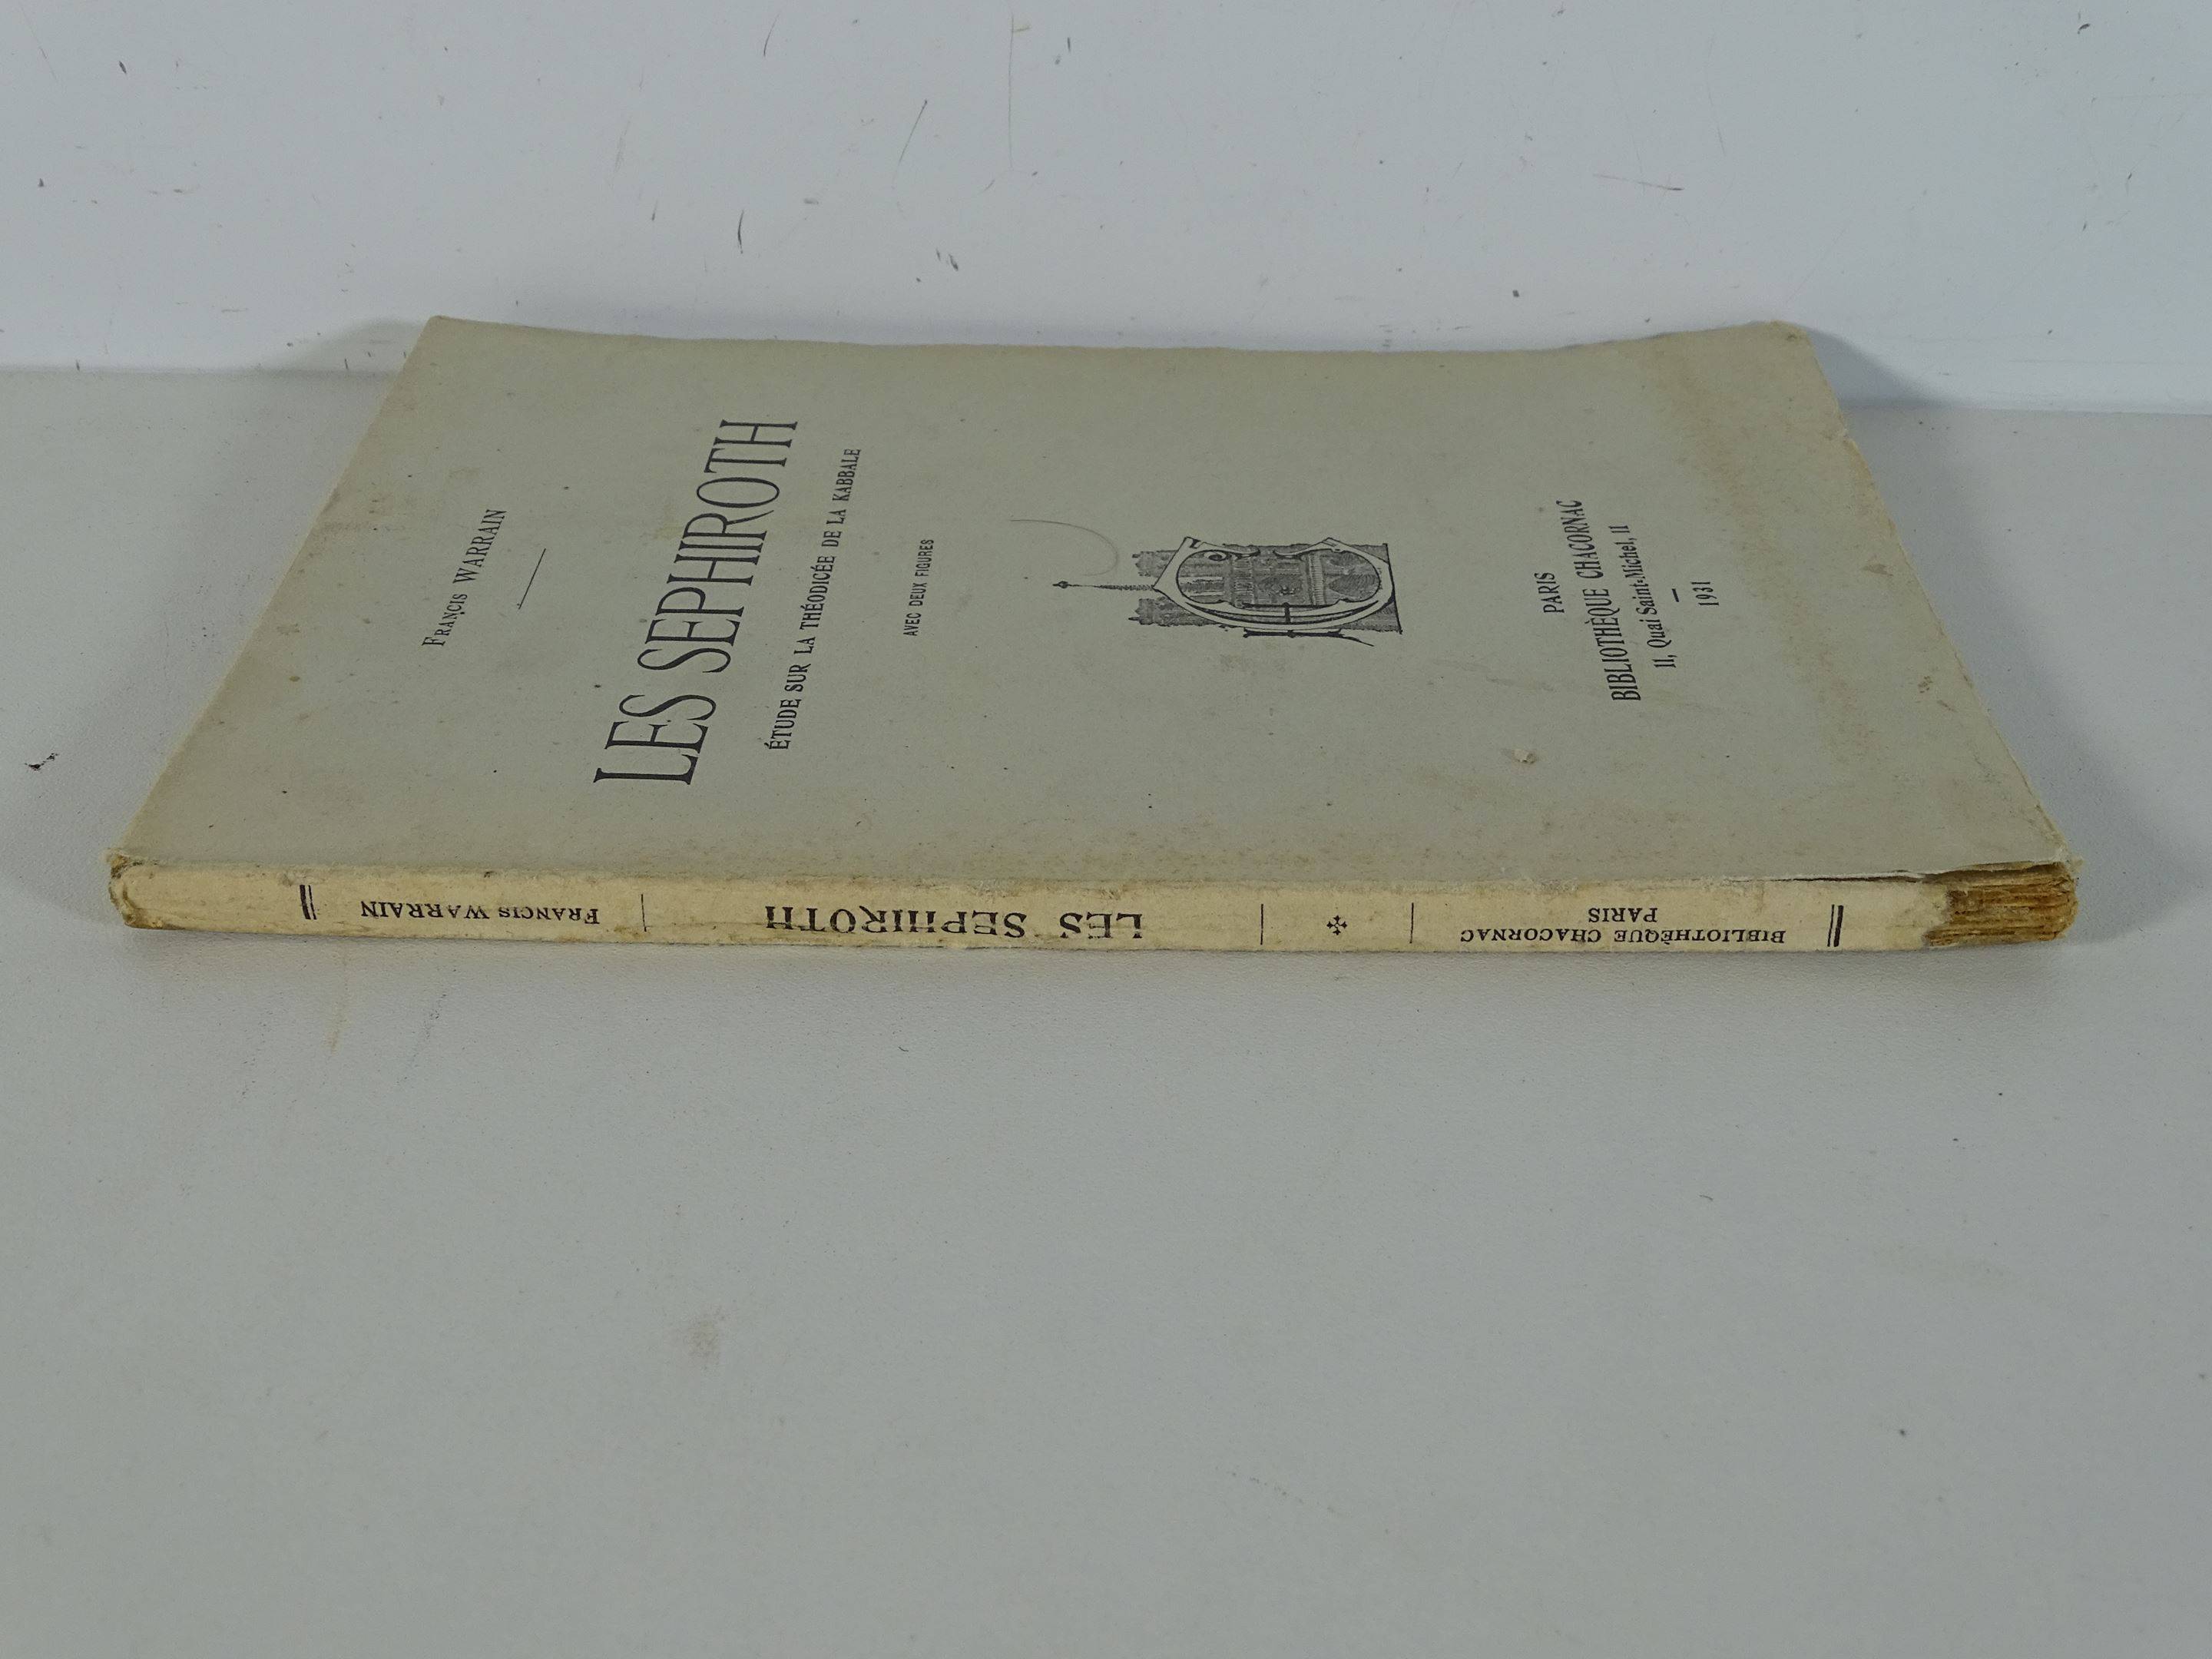 FRANÇIS WARRAIN
LES SEPHIROTH
ÉTUDE SUR LA THÉODICÉE DE LA KABBALE
AVEC DEUX FIGURES
PARIS
BIBLIOTHÈQUE CHACORNAC
11, Quai Saint-Michel, 11
1931
FRANCIS WARRAIN
LES SEPHIROTH
BIBLIOTHÈQUE CHACORNAC
PARIS